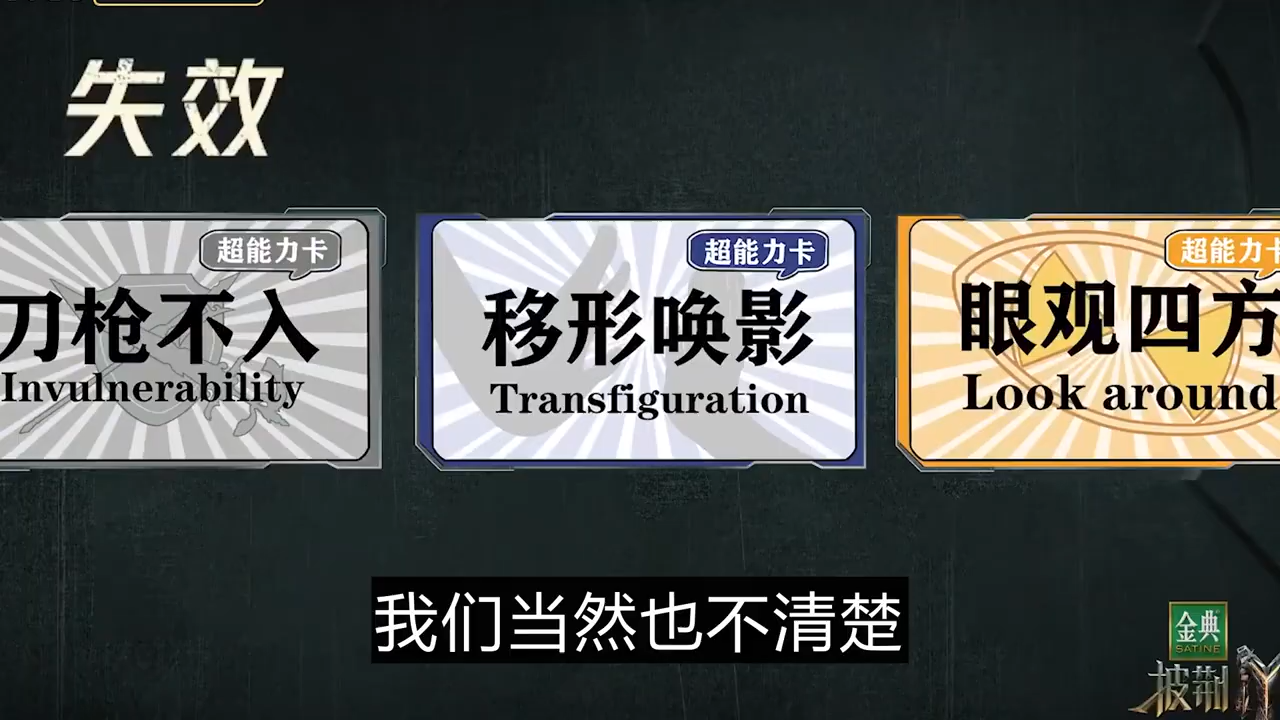 失效
超能力卡
刀枪不入
Invulnerability
超能力卡
移形唤影
Transfiguration
超能力卡
眼观四方
Look around
我们当然也不清楚
金典
SATINE
披荆